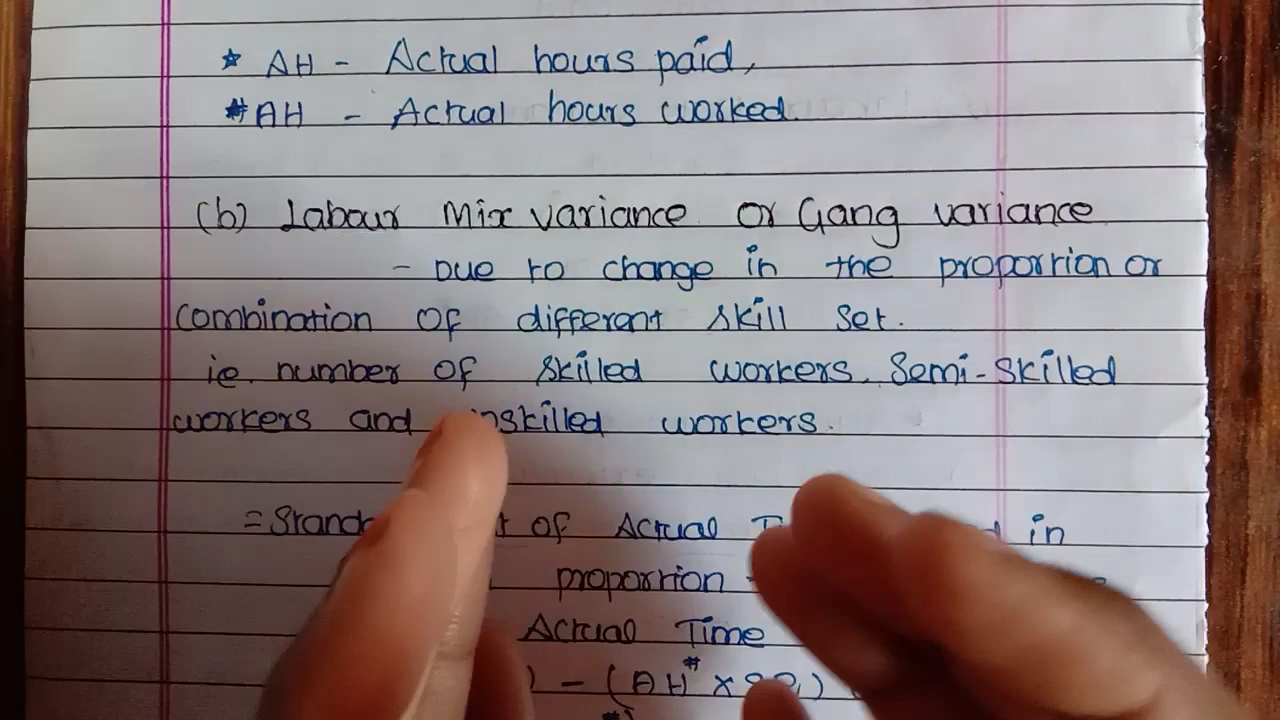 * AH - Actual hours paid,
# AH - Actual hours worked.
(b) Labour Mix variance or Gang variance
- Due to change in the proportion or
combination of different skill set.
ie. number of skilled workers, Semi-skilled
workers and workers.
of Actual in
proportion
Actual Time
) - (AH# ×